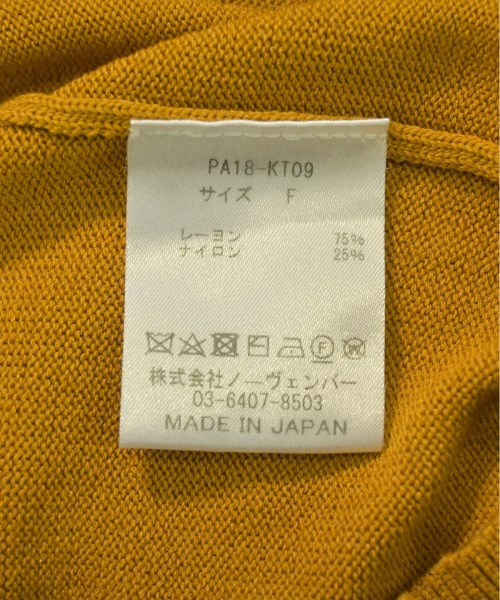 PA18-KT09
サイズ F
レーヨン 75%
ナイロン 25%
株式会社ノーヴェンバー
03-6407-8503
MADE IN JAPAN